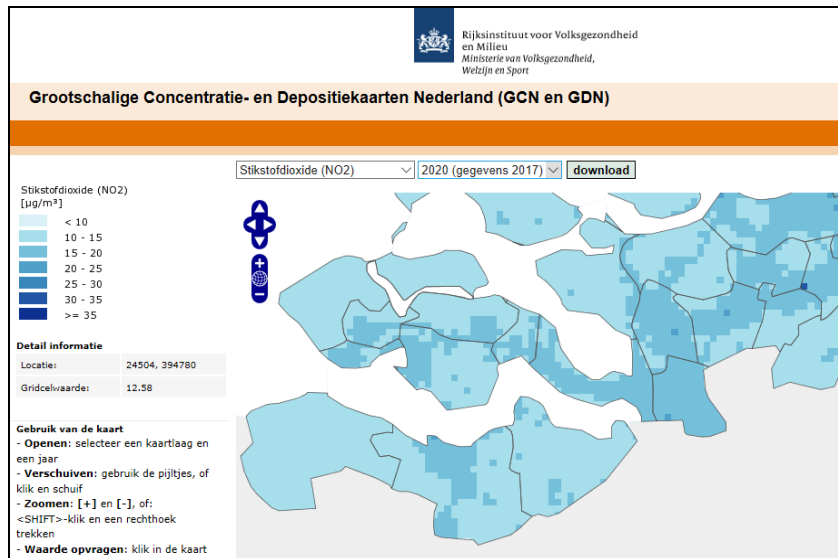 Rijksinstituut voor Volksgezondheid
en Milieu
Ministerie van Volksgezondheid,
Welzijn en Sport
Grootschalige Concentratie- en Depositiekaarten Nederland (GCN en GDN)
Stikstofdioxide (NO2) 2020 (gegevens 2017) download
Stikstofdioxide (NO2)
[µg/m³]
< 10
10 - 15
15 - 20
20 - 25
25 - 30
30 - 35
>= 35
Detail informatie
Locatie: 24504, 394780
Gridcelwaarde: 12.58
Gebruik van de kaart
- Openen: selecteer een kaartlaag en
een jaar
- Verschuiven: gebruik de pijltjes, of
klik en schuif
- Zoomen: [+] en [-], of:
<SHIFT>-klik en een rechthoek
trekken
- Waarde opvragen: klik in de kaart